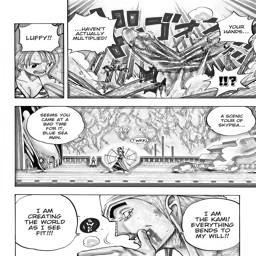 YOUR
HANDS...
...HAVEN'T
ACTUALLY
MULTIPLIED!
!!?
LUFFY!!
A SCENIC
TOUR OF
SKYPIEA...
SEEMS
YOU CAME
AT A BAD
TIME FOR
IT, BLUE
SEA
MAN.
I AM
THE KAMI!
EVERYTHING
BENDS TO
MY WILL!!
I AM
CREATING
THE WORLD
AS I SEE
FIT!!!